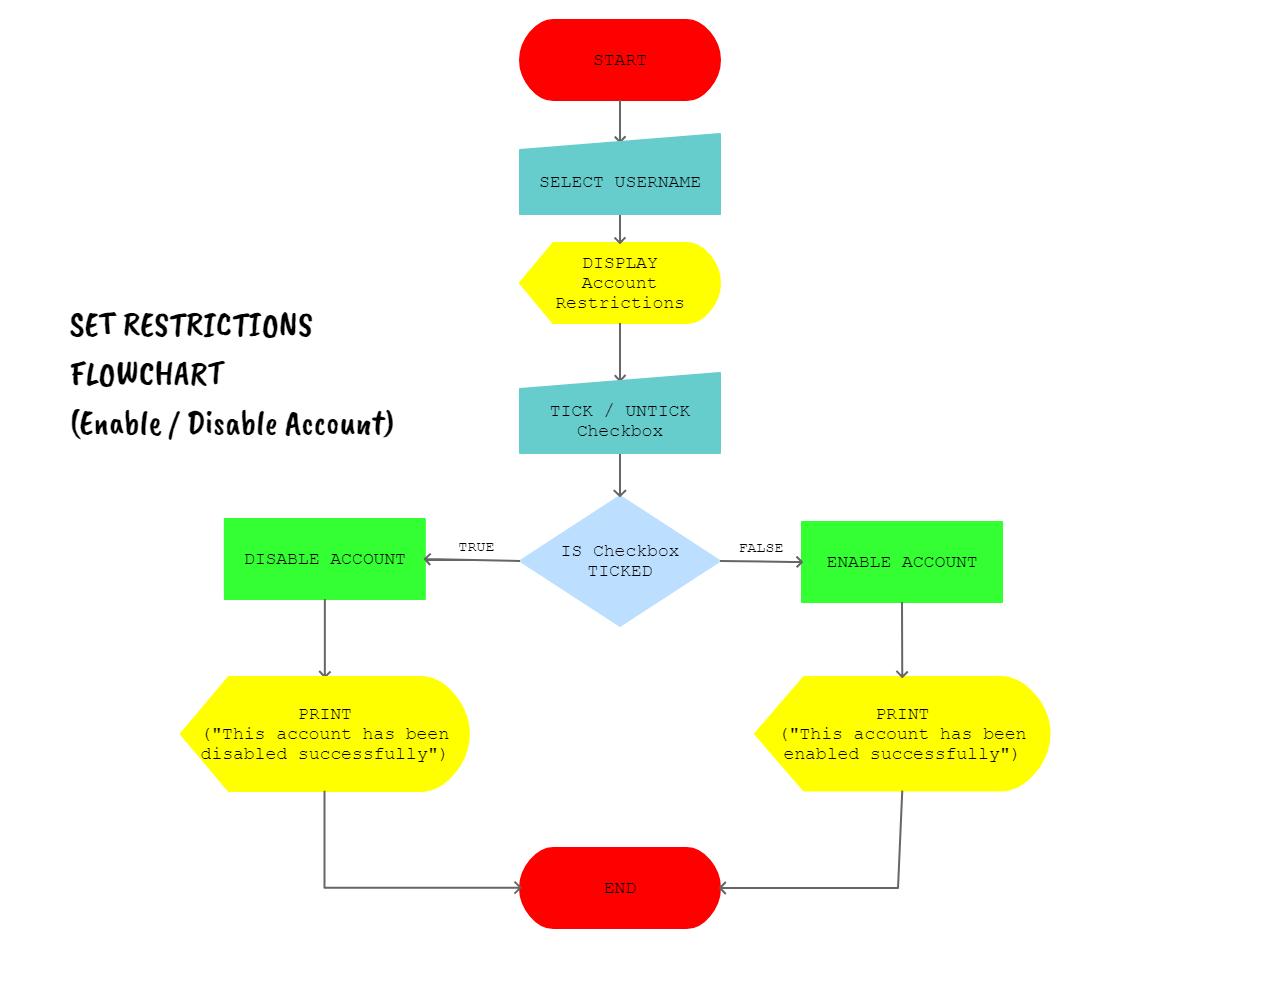 START
SELECT USERNAME
DISPLAY
Account
Restrictions
SET RESTRICTIONS
FLOWCHART
(Enable / Disable Account)
TICK / UNTICK
Checkbox
IS Checkbox
TICKED
TRUE
FALSE
DISABLE ACCOUNT
ENABLE ACCOUNT
PRINT
("This account has been
disabled successfully")
PRINT
("This account has been
enabled successfully")
END